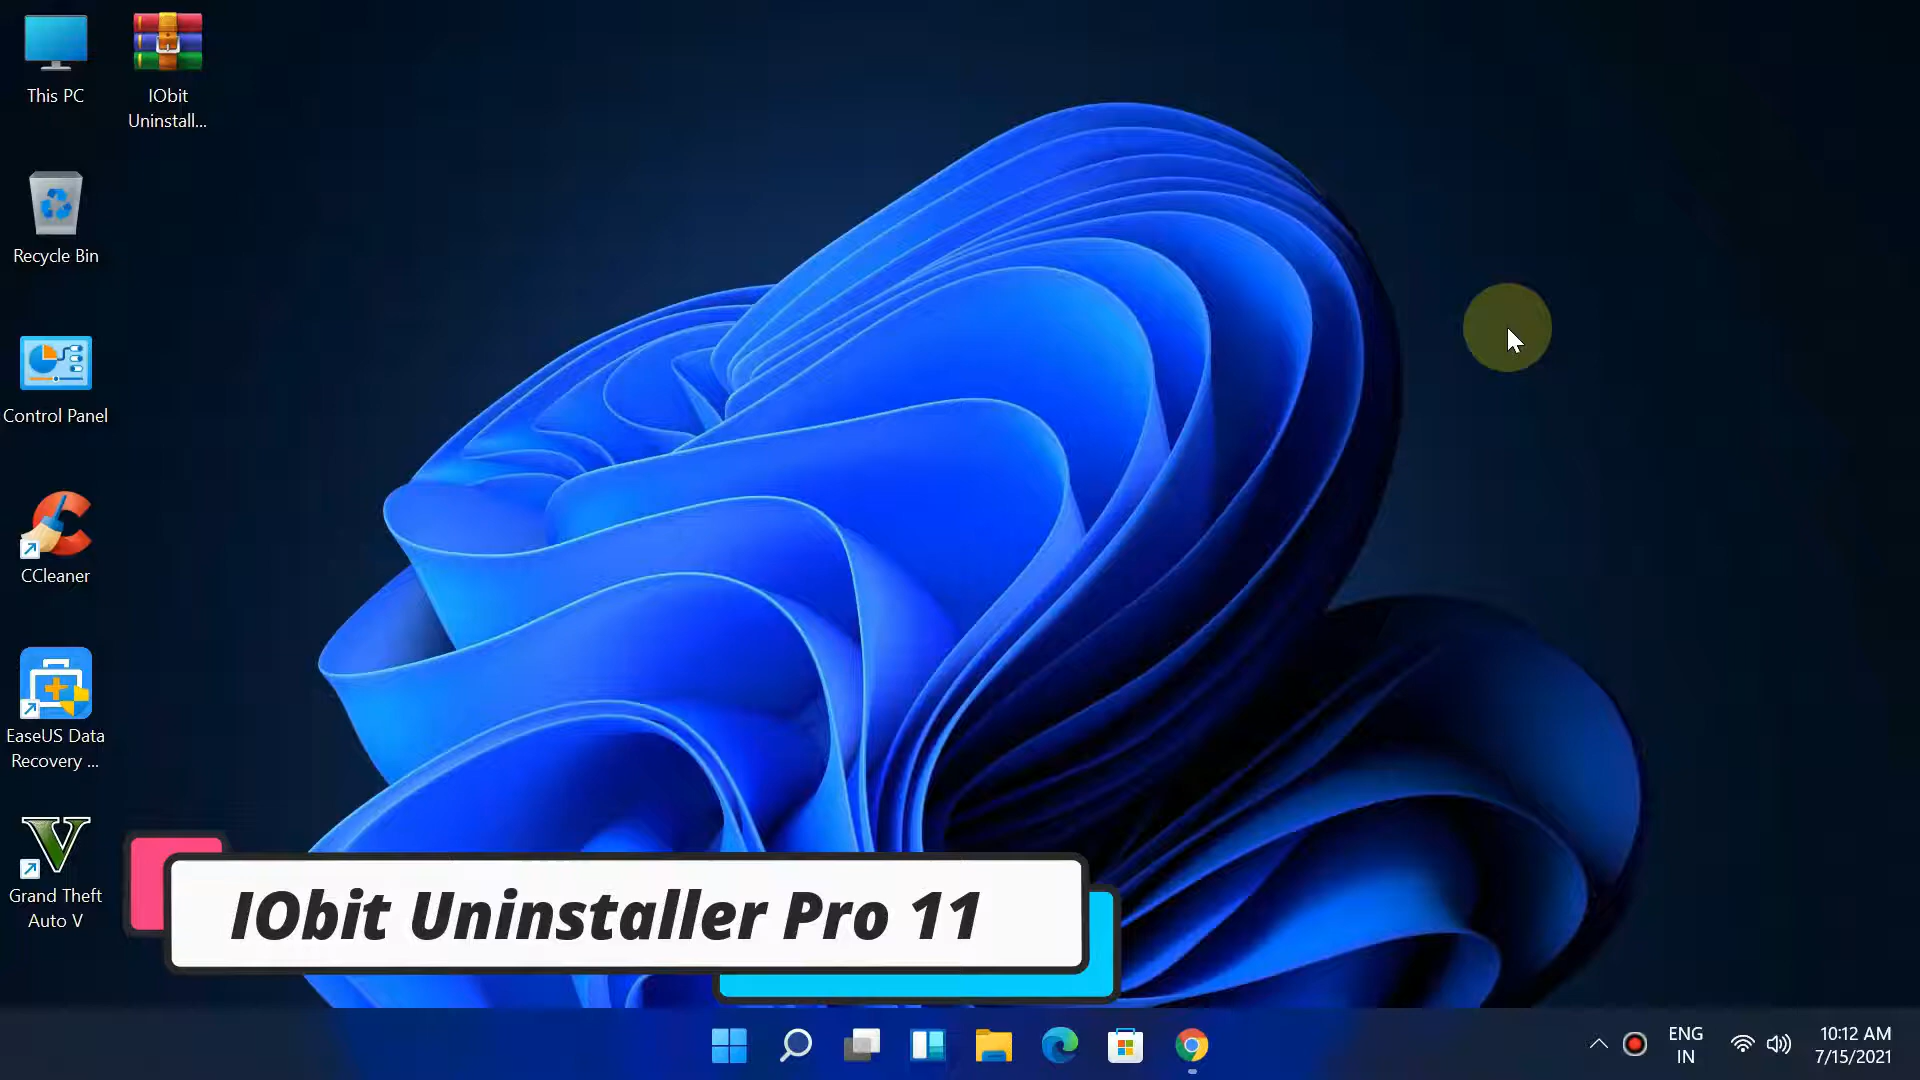 This PC
IObit
Uninstall...
Recycle Bin
Control Panel
CCleaner
EaseUS Data
Recovery ...
Grand Theft
Auto V
IObit Uninstaller Pro 11
ENG
IN
10:12 AM
7/15/2021